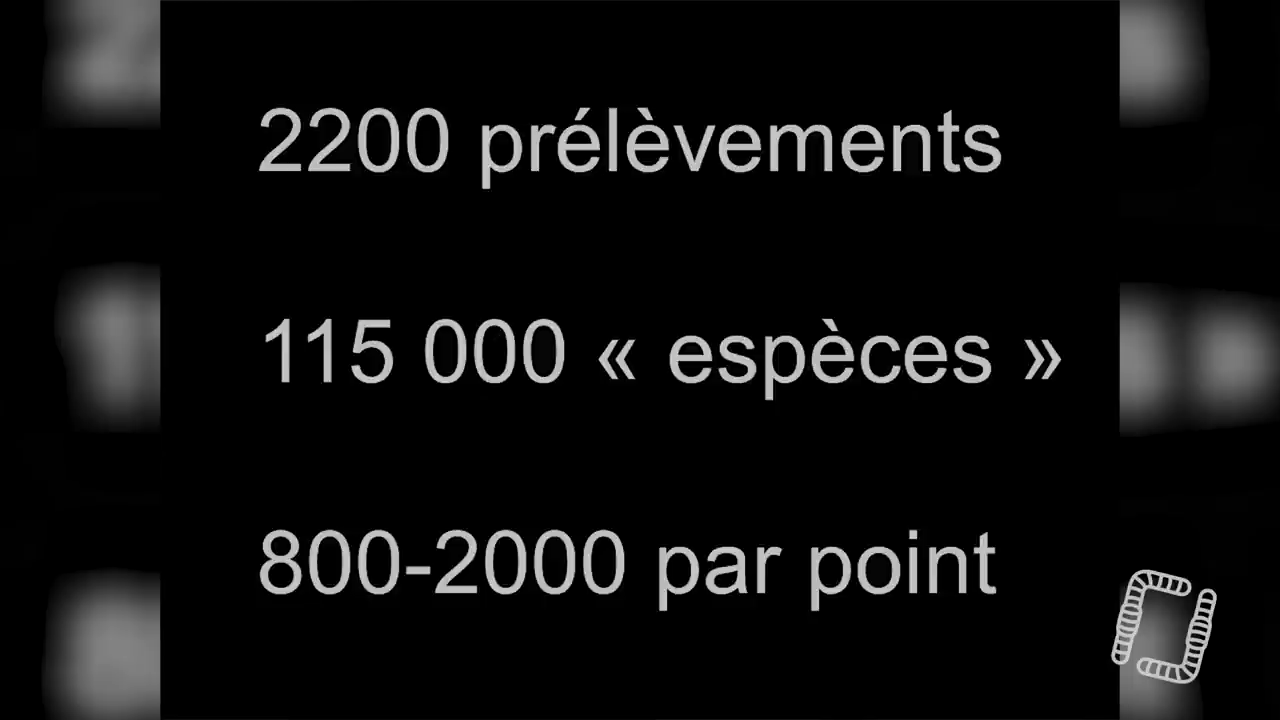 2200 prélèvements
115 000 « espèces »
800-2000 par point